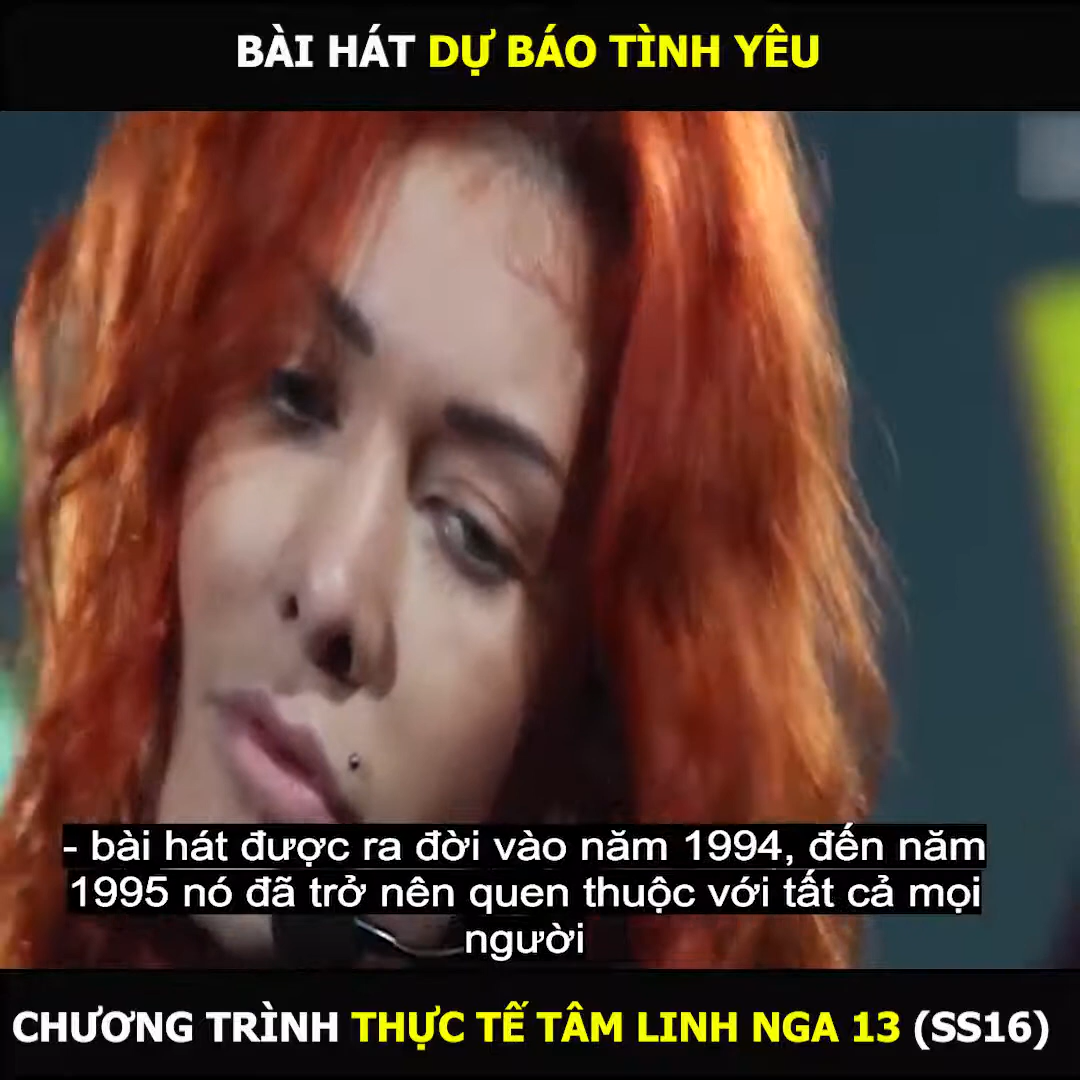 BÀI HÁT DỰ BÁO TÌNH YÊU
- bài hát được ra đời vào năm 1994, đến năm
1995 nó đã trở nên quen thuộc với tất cả mọi
người
CHƯƠNG TRÌNH THỰC TẾ TÂM LINH NGA 13 (SS16)